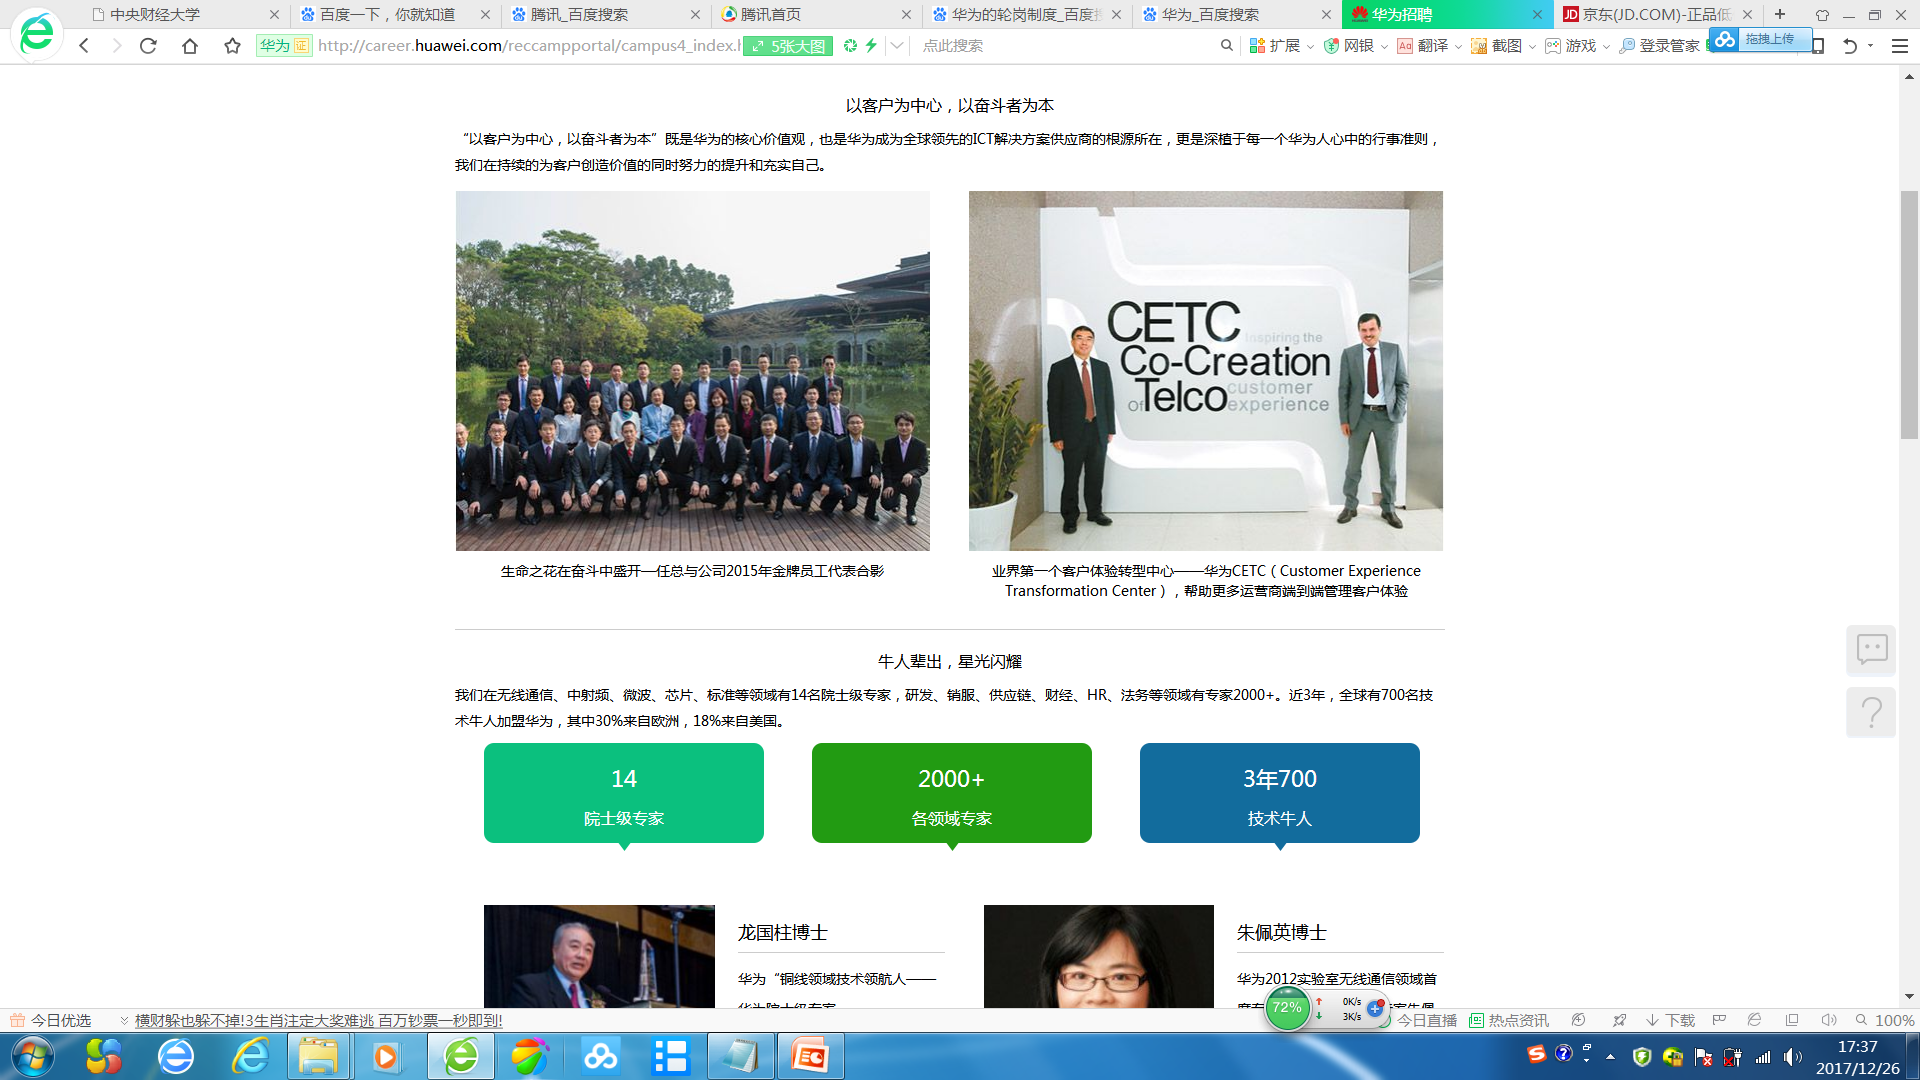 中央财经大学
百度一下，你就知道
腾讯_百度搜索
腾讯首页
华为的轮岗制度_百度搜
华为_百度搜索
华为招聘
京东(JD.COM)-正品低
华为 证
http://career.huawei.com/reccampportal/campus4_index.h
5张大图
点此搜索
扩展
网银
翻译
截图
游戏
登录管家
拖拽上传
以客户为中心，以奋斗者为本
“以客户为中心，以奋斗者为本”既是华为的核心价值观，也是华为成为全球领先的ICT解决方案供应商的根源所在，更是深植于每一个华为人心中的行事准则，
我们在持续的为客户创造价值的同时努力的提升和充实自己。
CETC
Inspiring the
Co-Creation
customer
Of Telco experience
生命之花在奋斗中盛开—任总与公司2015年金牌员工代表合影
业界第一个客户体验转型中心——华为CETC（Customer Experience
Transformation Center），帮助更多运营商端到端管理客户体验
牛人辈出，星光闪耀
我们在无线通信、中射频、微波、芯片、标准等领域有14名院士级专家，研发、销服、供应链、财经、HR、法务等领域有专家2000+。近3年，全球有700名技
术牛人加盟华为，其中30%来自欧洲，18%来自美国。
14
院士级专家
2000+
各领域专家
3年700
技术牛人
龙国柱博士
华为“铜线领域技术领航人——
华为院士级专家
朱佩英博士
华为2012实验室无线通信领域首
72%
0K/s
3K/s
今日优选
横财躲也躲不掉!3生肖注定大奖难逃 百万钞票一秒即到!
今日直播
热点资讯
下载
100%
17:37
2017/12/26